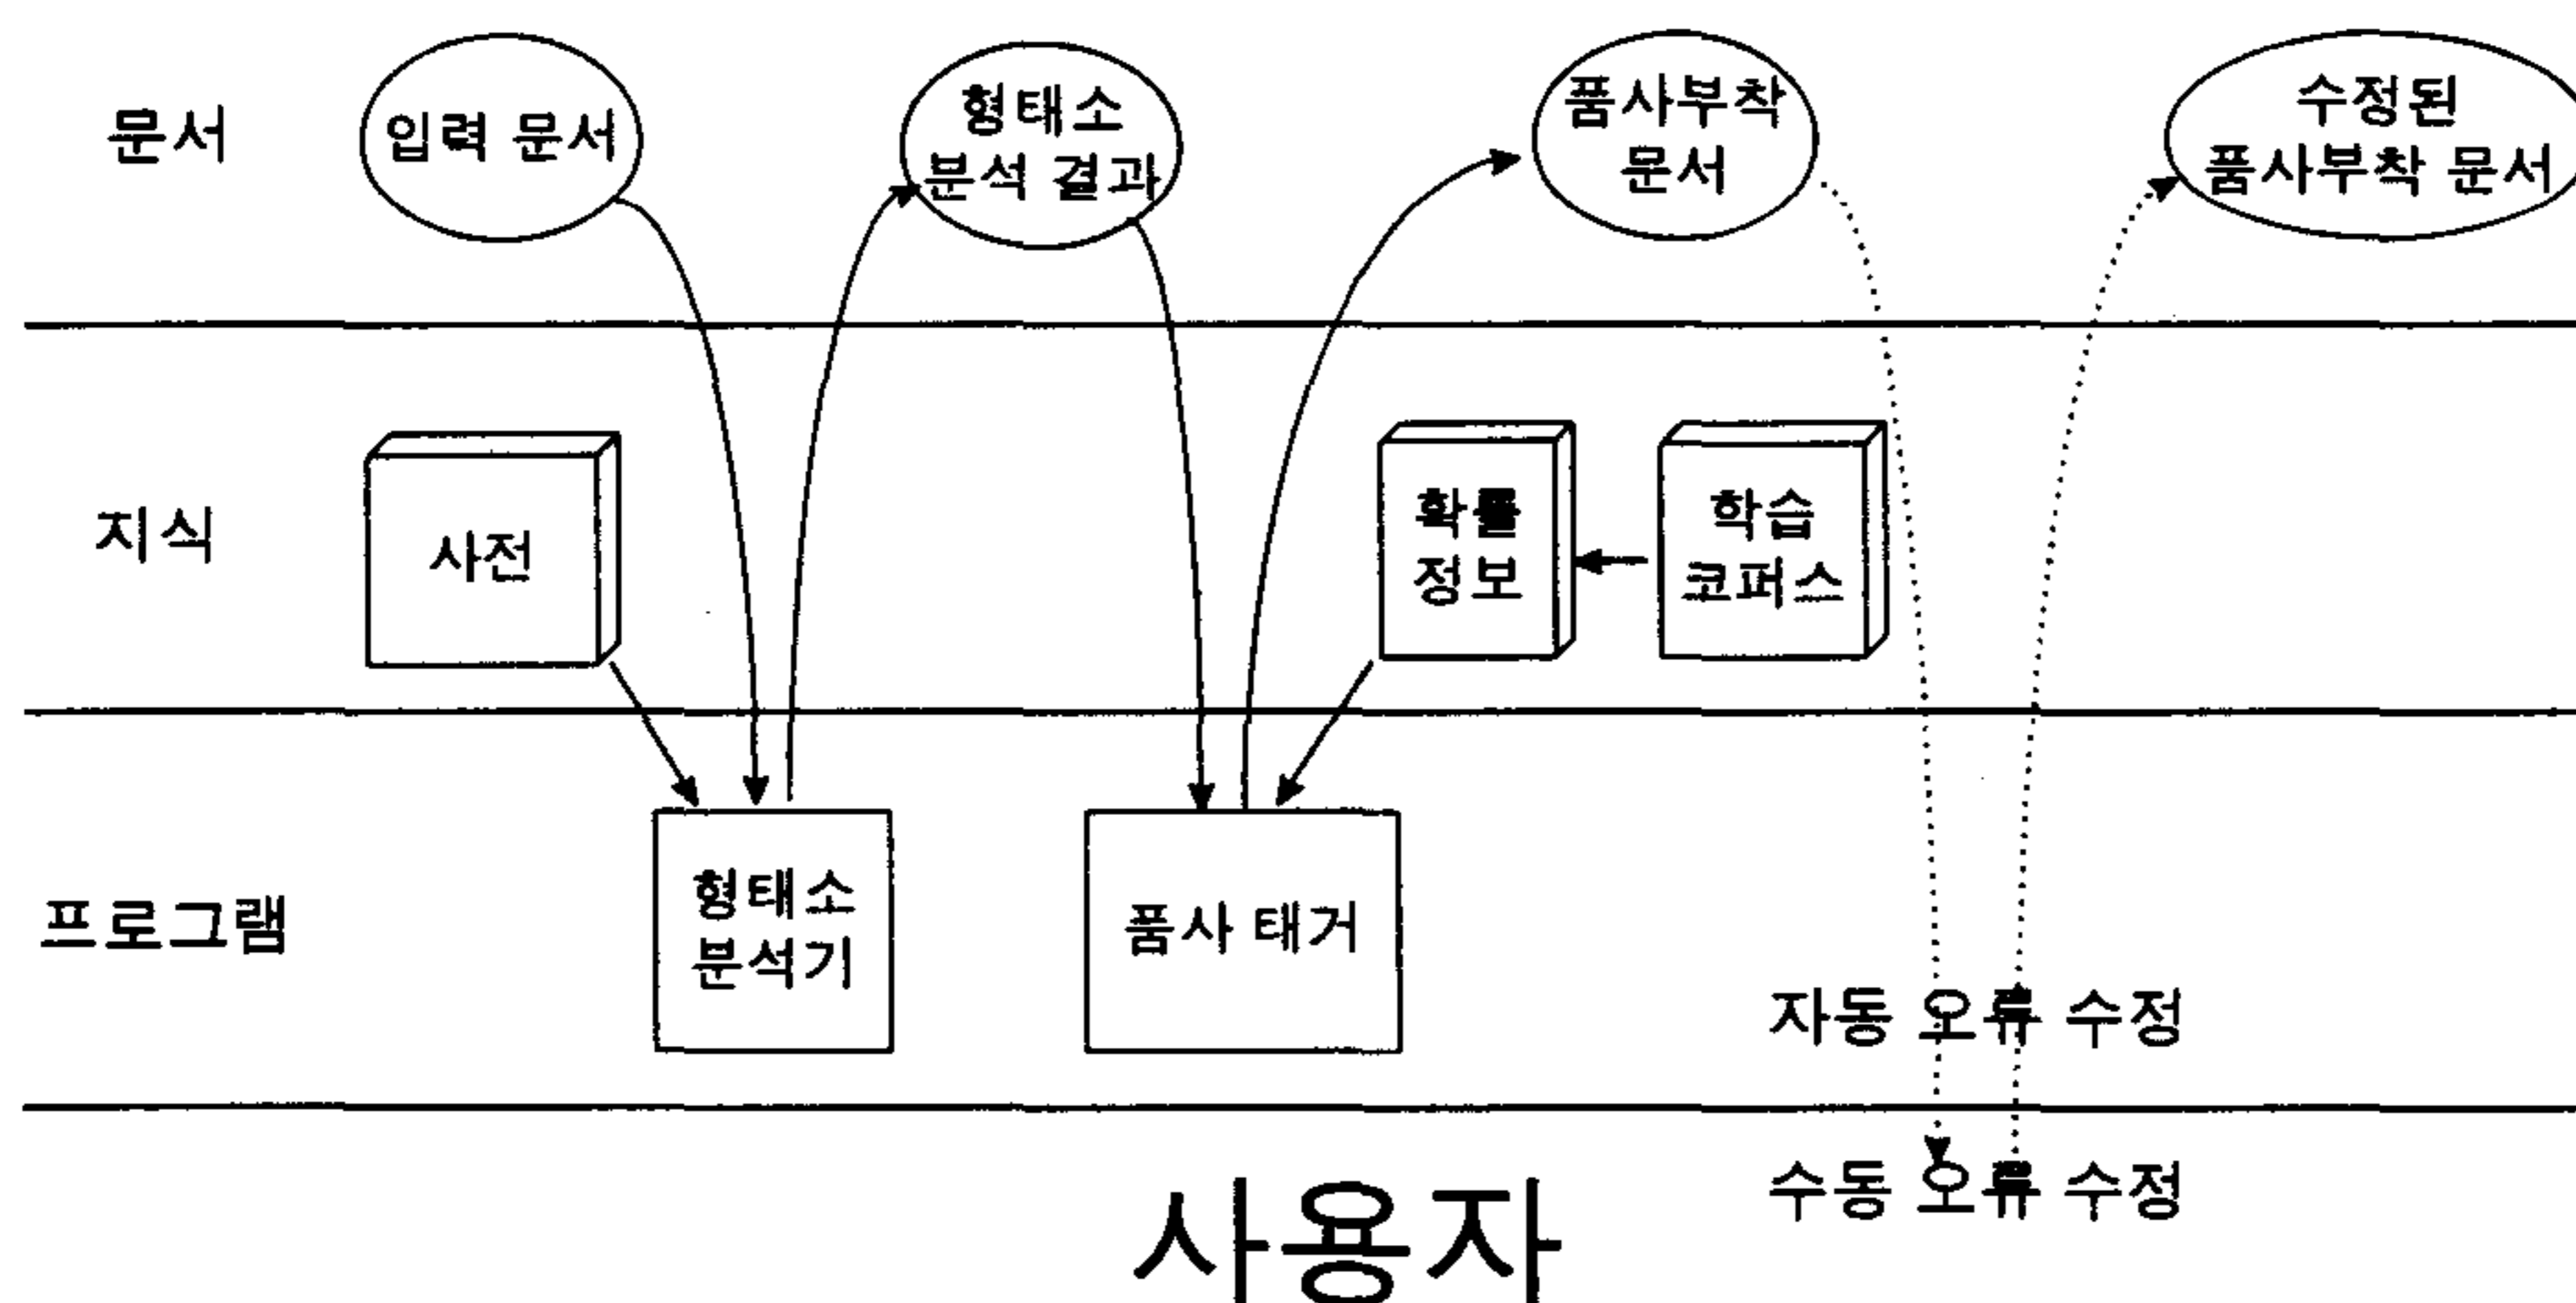 문서
입력 문서
형태소
분석 결과
품사부착
문서
수정된
품사부착 문서
지식
사전
확률
정보
학습
코퍼스
프로그램
형태소
분석기
품사 태거
자동 오류 수정
수동 오류 수정
사용자